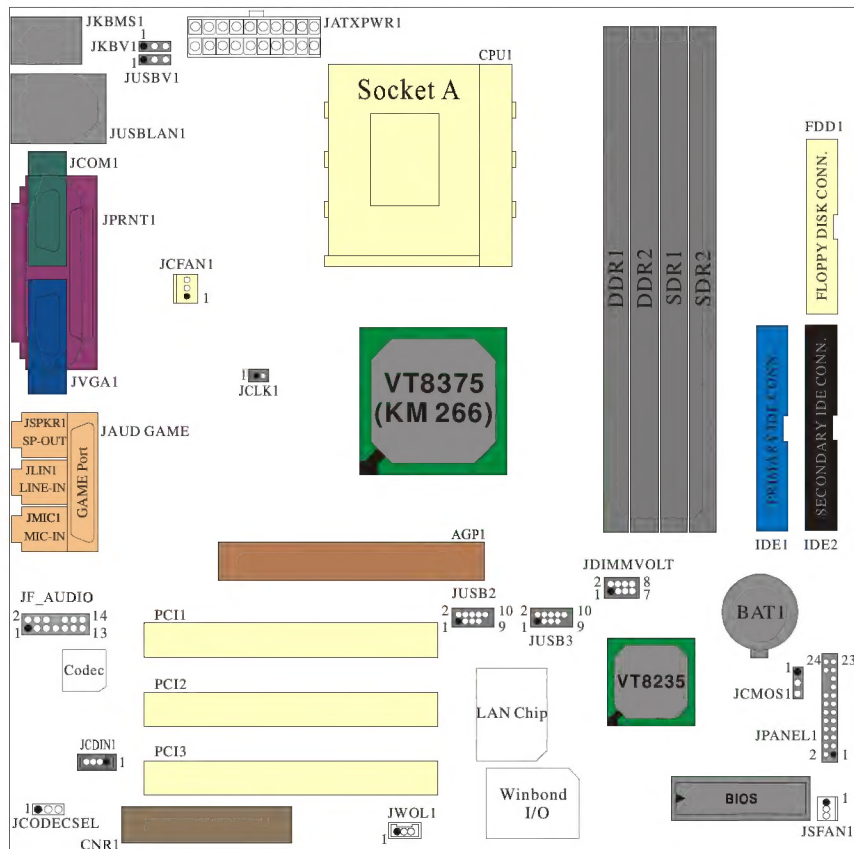 JKBMS1
1
JKBV1
1
JUSBV1
JATXPWR1
CPU1
Socket A
JUSBLAN1
JCOM1
JPRNT1
FDD1
FLOPPY DISK CONN.
DDR1
DDR2
SDR1
SDR2
JCFAN1
1
JVGA1
1
JCLK1
VT8375
(KM 266)
PRIMARY IDE CONN.
SECONDARY IDE CONN.
IDE1
IDE2
JAUD GAME
JSPKR1
SP-OUT
JLIN1
LINE-IN
JMIC1
MIC-IN
GAME Port
AGP1
JDIMMVOLT
2 8
1 7
JF_AUDIO
2 14
1 13
JUSB2
2 10
1 9
2 10
1 9
JUSB3
BAT1
PCI1
Codec
PCI2
LAN Chip
VT8235
1
JCMOS1
24 23
JPANEL1
2 1
JCDIN1
1
PCI3
Winbond
I/O
BIOS
1
JSFAN1
1
JCODECSEL
CNR1
JWOL1
1